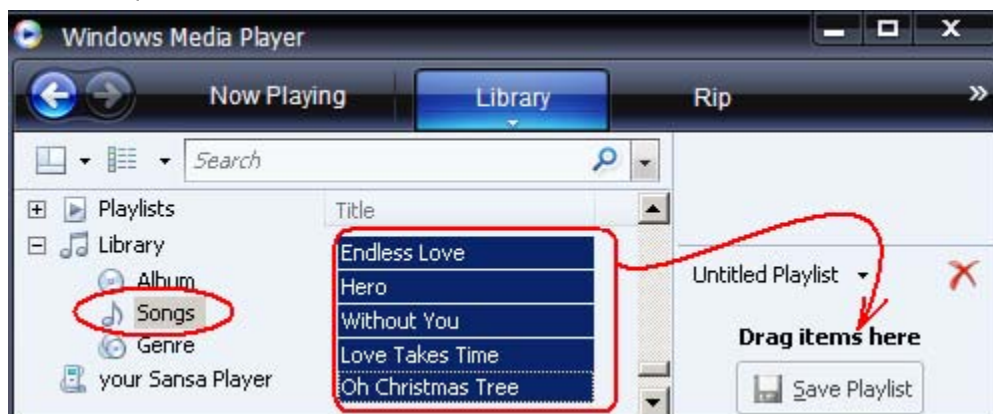 Windows Media Player
Now Playing Library Rip »
Search
Playlists
Library
Album
Songs
Genre
your Sansa Player
Title
Endless Love
Hero
Without You
Love Takes Time
Oh Christmas Tree
Untitled Playlist
Drag items here
Save Playlist